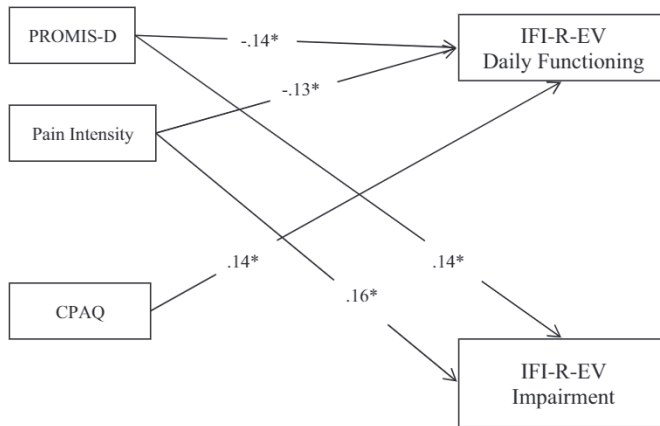 PROMIS-D
-.14*
IFI-R-EV
Daily Functioning
Pain Intensity
-.13*
CPAQ
.14*
.16*
.14*
IFI-R-EV
Impairment